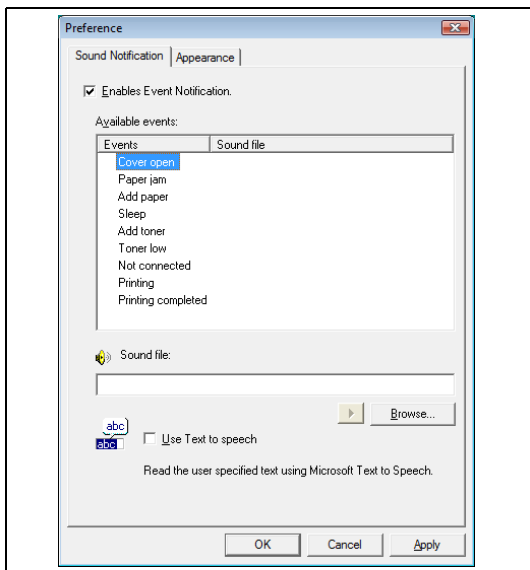 Preference
Sound Notification Appearance
Enables Event Notification.
Available events:
Events Sound file
Cover open
Paper jam
Add paper
Sleep
Add toner
Toner low
Not connected
Printing
Printing completed
Sound file:
Browse...
abc
abc
Use Text to speech
Read the user specified text using Microsoft Text to Speech.
OK Cancel Apply